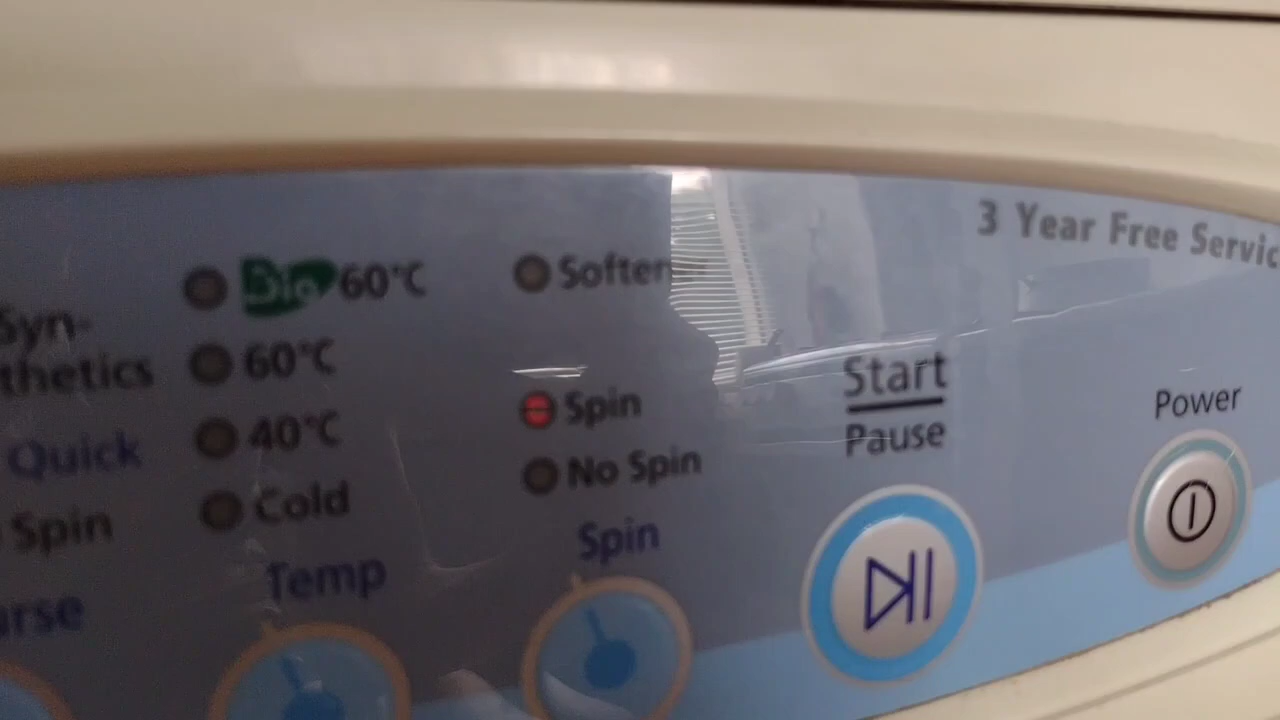 3 Year Free Servic
Bio 60°C
Softener
Syn-
thetics
60°C
Start
Pause
Power
Spin
40°C
Quick
No Spin
Cold
Spin
Spin
Temp
urse